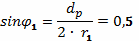 sinφ₁ = d_p / (2 · r₁) = 0,5